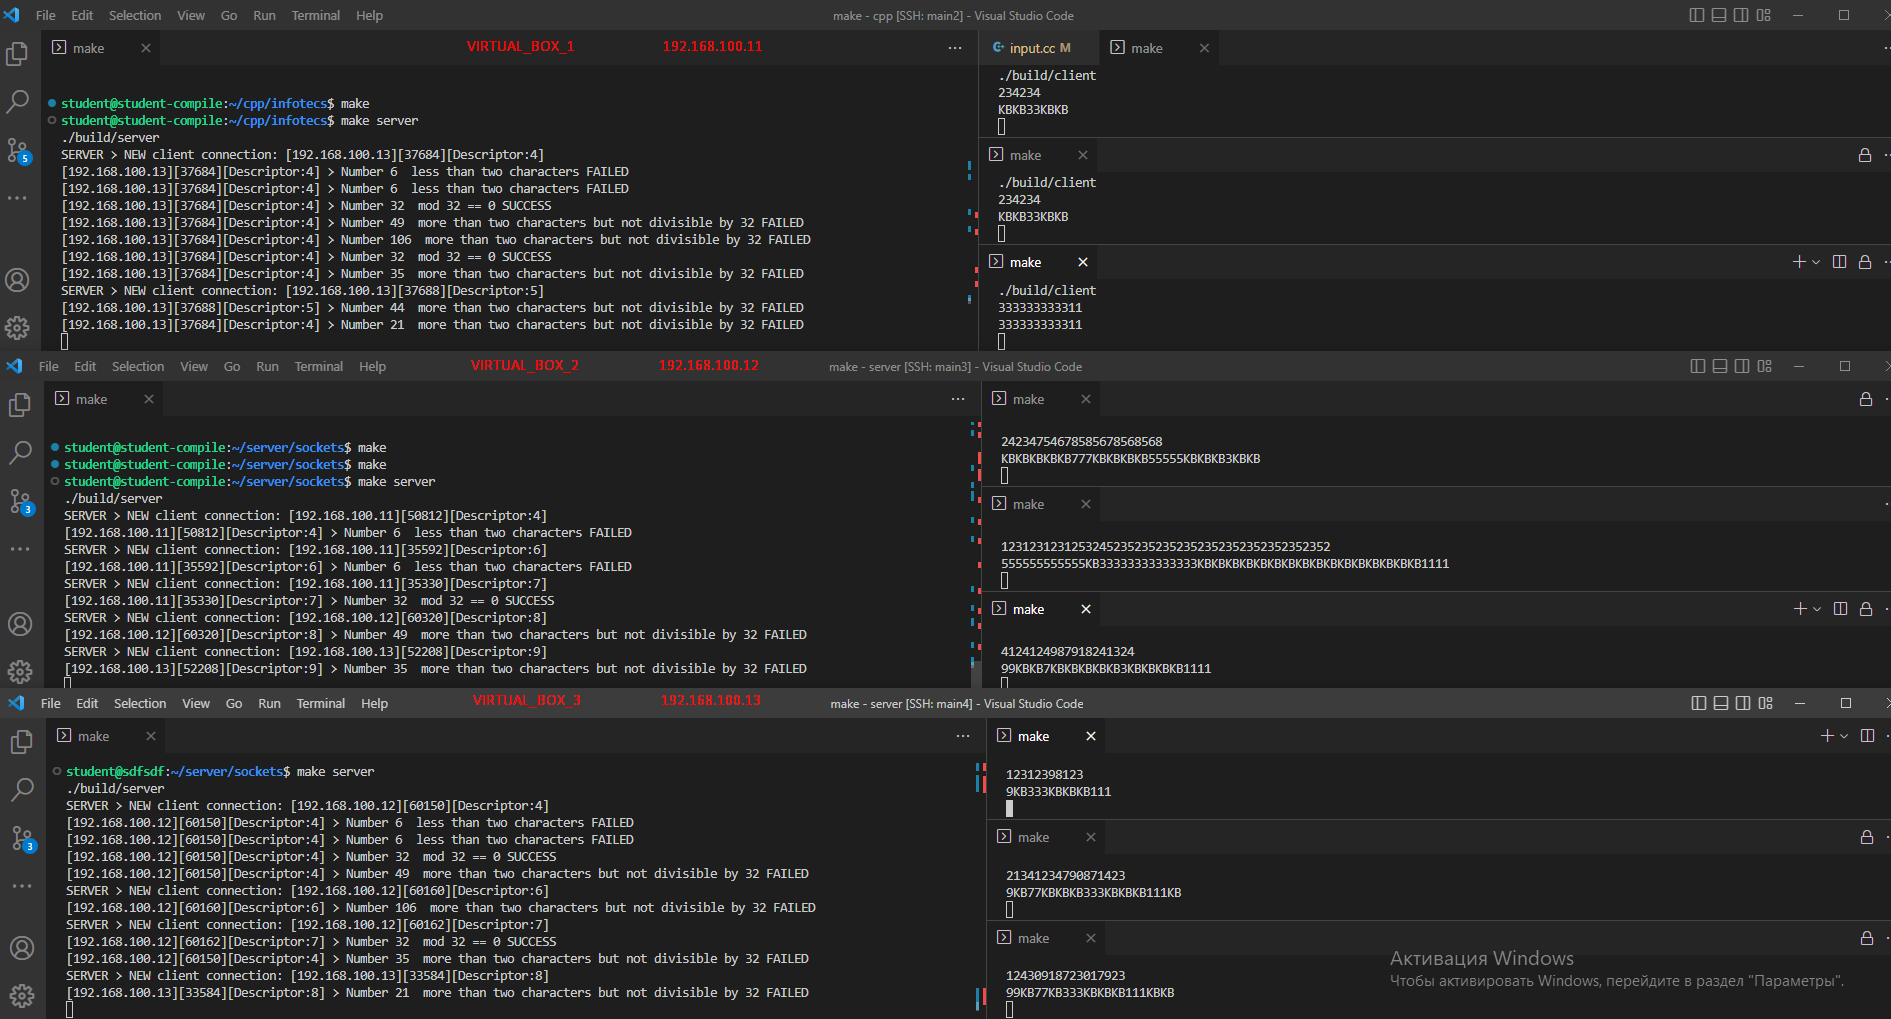 File Edit Selection View Go Run Terminal Help
make - cpp [SSH: main2] - Visual Studio Code
make
VIRTUAL_BOX_1 192.168.100.11
student@student-compile:~/cpp/infotecs$ make
student@student-compile:~/cpp/infotecs$ make server
./build/server
SERVER > NEW client connection: [192.168.100.13][37684][Descriptor:4]
[192.168.100.13][37684][Descriptor:4] > Number 6  less than two characters FAILED
[192.168.100.13][37684][Descriptor:4] > Number 6  less than two characters FAILED
[192.168.100.13][37684][Descriptor:4] > Number 32  mod 32 == 0 SUCCESS
[192.168.100.13][37684][Descriptor:4] > Number 49  more than two characters but not divisible by 32 FAILED
[192.168.100.13][37684][Descriptor:4] > Number 106  more than two characters but not divisible by 32 FAILED
[192.168.100.13][37684][Descriptor:4] > Number 32  mod 32 == 0 SUCCESS
[192.168.100.13][37684][Descriptor:4] > Number 35  more than two characters but not divisible by 32 FAILED
SERVER > NEW client connection: [192.168.100.13][37688][Descriptor:5]
[192.168.100.13][37688][Descriptor:5] > Number 44  more than two characters but not divisible by 32 FAILED
[192.168.100.13][37684][Descriptor:4] > Number 21  more than two characters but not divisible by 32 FAILED
5
input.cc M
make
./build/client
234234
KBKB33KBKB
make
./build/client
234234
KBKB33KBKB
make
./build/client
333333333311
333333333311
File Edit Selection View Go Run Terminal Help
VIRTUAL_BOX_2 192.168.100.12
make - server [SSH: main3] - Visual Studio Code
make
student@student-compile:~/server/sockets$ make
student@student-compile:~/server/sockets$ make
student@student-compile:~/server/sockets$ make server
./build/server
SERVER > NEW client connection: [192.168.100.11][50812][Descriptor:4]
[192.168.100.11][50812][Descriptor:4] > Number 6  less than two characters FAILED
SERVER > NEW client connection: [192.168.100.11][35592][Descriptor:6]
[192.168.100.11][35592][Descriptor:6] > Number 6  less than two characters FAILED
SERVER > NEW client connection: [192.168.100.11][35330][Descriptor:7]
[192.168.100.11][35330][Descriptor:7] > Number 32  mod 32 == 0 SUCCESS
SERVER > NEW client connection: [192.168.100.12][60320][Descriptor:8]
[192.168.100.12][60320][Descriptor:8] > Number 49  more than two characters but not divisible by 32 FAILED
SERVER > NEW client connection: [192.168.100.13][52208][Descriptor:9]
[192.168.100.13][52208][Descriptor:9] > Number 35  more than two characters but not divisible by 32 FAILED
3
make
24234754678585678568568
KBKBKBKBKB777KBKBKBKB55555KBKBKB3KBKB
make
12312312312532452352352352352352352352352352352
555555555555KB33333333333333KBKBKBKBKBKBKBKBKBKBKBKBKBKBKBKB1111
make
4124124987918241324
99KBKB7KBKBKBKBKB3KBKBKBKB1111
File Edit Selection View Go Run Terminal Help
VIRTUAL_BOX_3 192.168.100.13
make - server [SSH: main4] - Visual Studio Code
make
student@sdfsdf:~/server/sockets$ make server
./build/server
SERVER > NEW client connection: [192.168.100.12][60150][Descriptor:4]
[192.168.100.12][60150][Descriptor:4] > Number 6  less than two characters FAILED
[192.168.100.12][60150][Descriptor:4] > Number 6  less than two characters FAILED
[192.168.100.12][60150][Descriptor:4] > Number 32  mod 32 == 0 SUCCESS
[192.168.100.12][60150][Descriptor:4] > Number 49  more than two characters but not divisible by 32 FAILED
SERVER > NEW client connection: [192.168.100.12][60160][Descriptor:6]
[192.168.100.12][60160][Descriptor:6] > Number 106  more than two characters but not divisible by 32 FAILED
SERVER > NEW client connection: [192.168.100.12][60162][Descriptor:7]
[192.168.100.12][60162][Descriptor:7] > Number 32  mod 32 == 0 SUCCESS
[192.168.100.12][60150][Descriptor:4] > Number 35  more than two characters but not divisible by 32 FAILED
SERVER > NEW client connection: [192.168.100.13][33584][Descriptor:8]
[192.168.100.13][33584][Descriptor:8] > Number 21  more than two characters but not divisible by 32 FAILED
3
make
12312398123
9KB333KBKBKB111
make
21341234790871423
9KB77KBKBKB333KBKBKB111KB
make
12430918723017923
99KB77KB333KBKBKB111KBKB
Активация Windows
Чтобы активировать Windows, перейдите в раздел "Параметры".